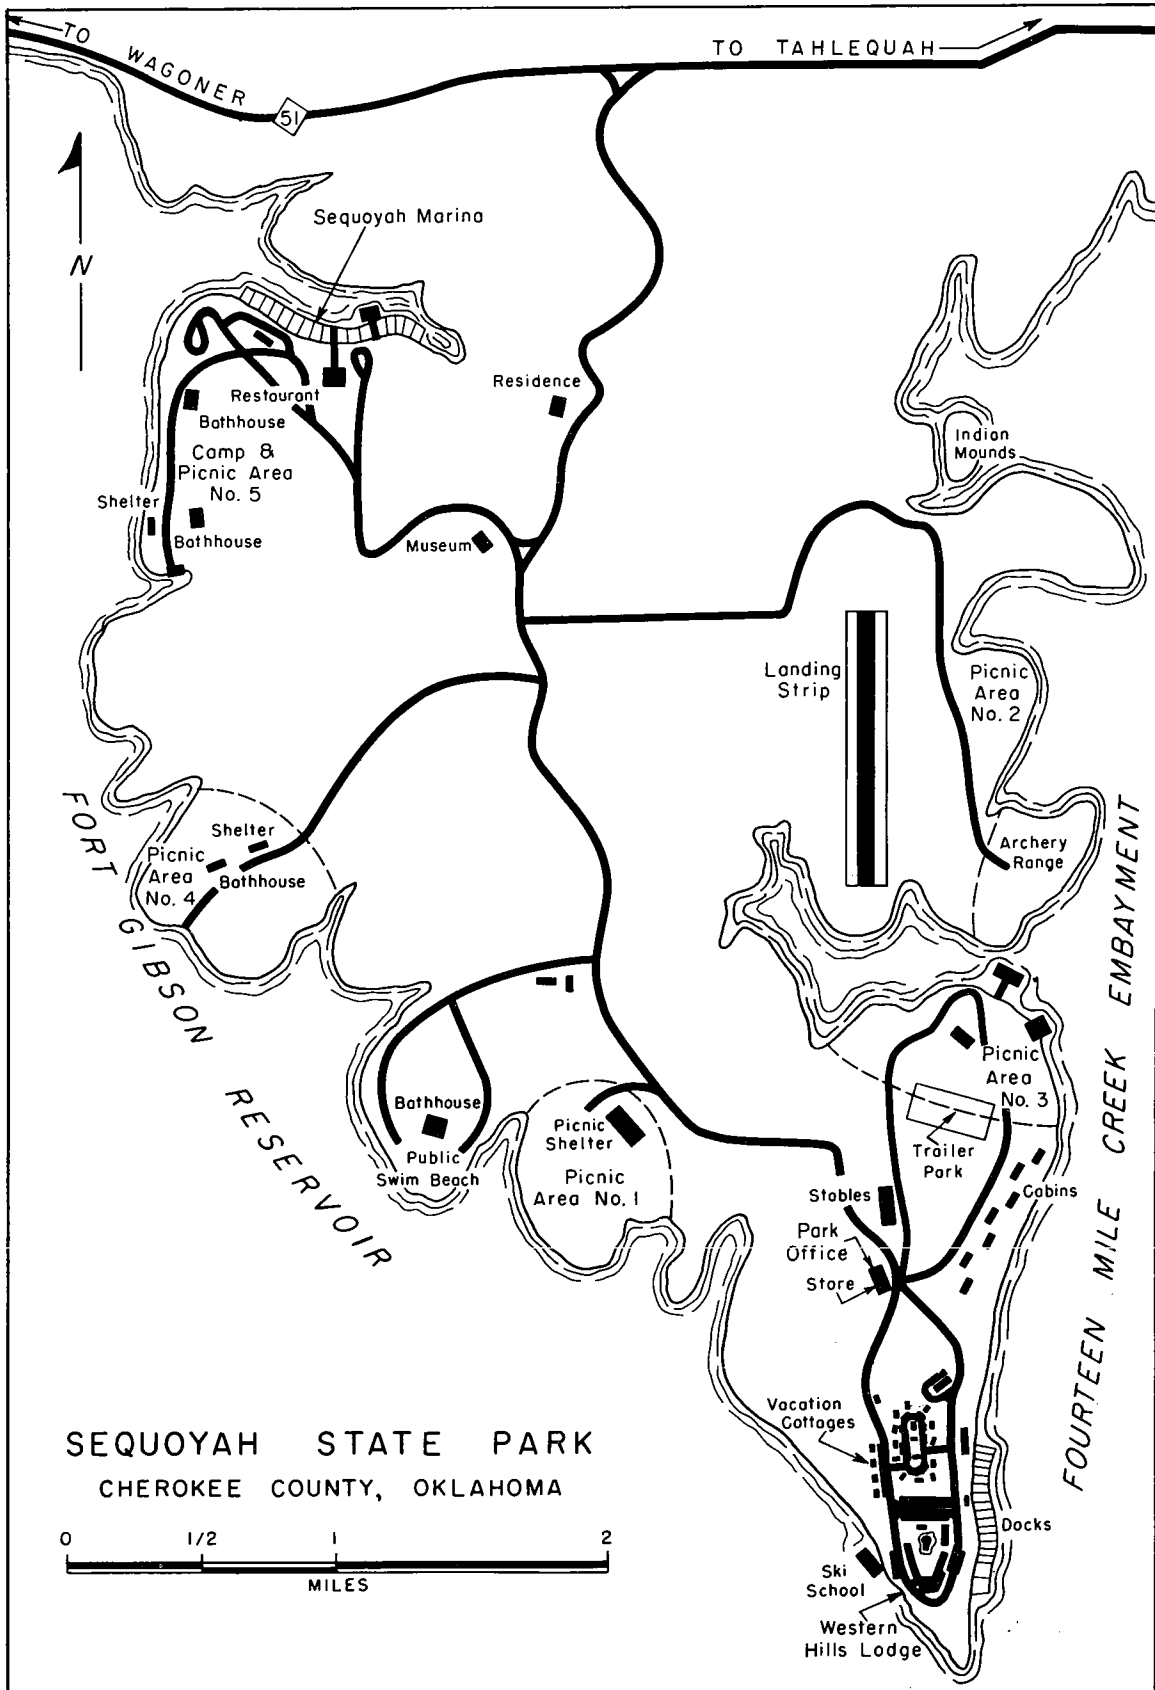 TO WAGONER
TO TAHLEQUAH
51
N
Sequoyah Marina
Residence
Restaurant
Bathhouse
Camp &
Picnic Area
No. 5
Shelter
Bathhouse
Museum
Indian
Mounds
Landing
Strip
Picnic
Area
No. 2
Archery
Range
Shelter
Picnic
Area
No. 4
Bathhouse
FORT GIBSON RESERVOIR
FOURTEEN MILE CREEK EMBAYMENT
Bathhouse
Public
Swim Beach
Picnic
Shelter
Picnic
Area No. 1
Picnic
Area
No. 3
Trailer
Park
Stables
Cabins
Park
Office
Store
Vacation
Cottages
Docks
Ski
School
Western
Hills Lodge
SEQUOYAH STATE PARK
CHEROKEE COUNTY, OKLAHOMA
0 1/2 1 2
MILES